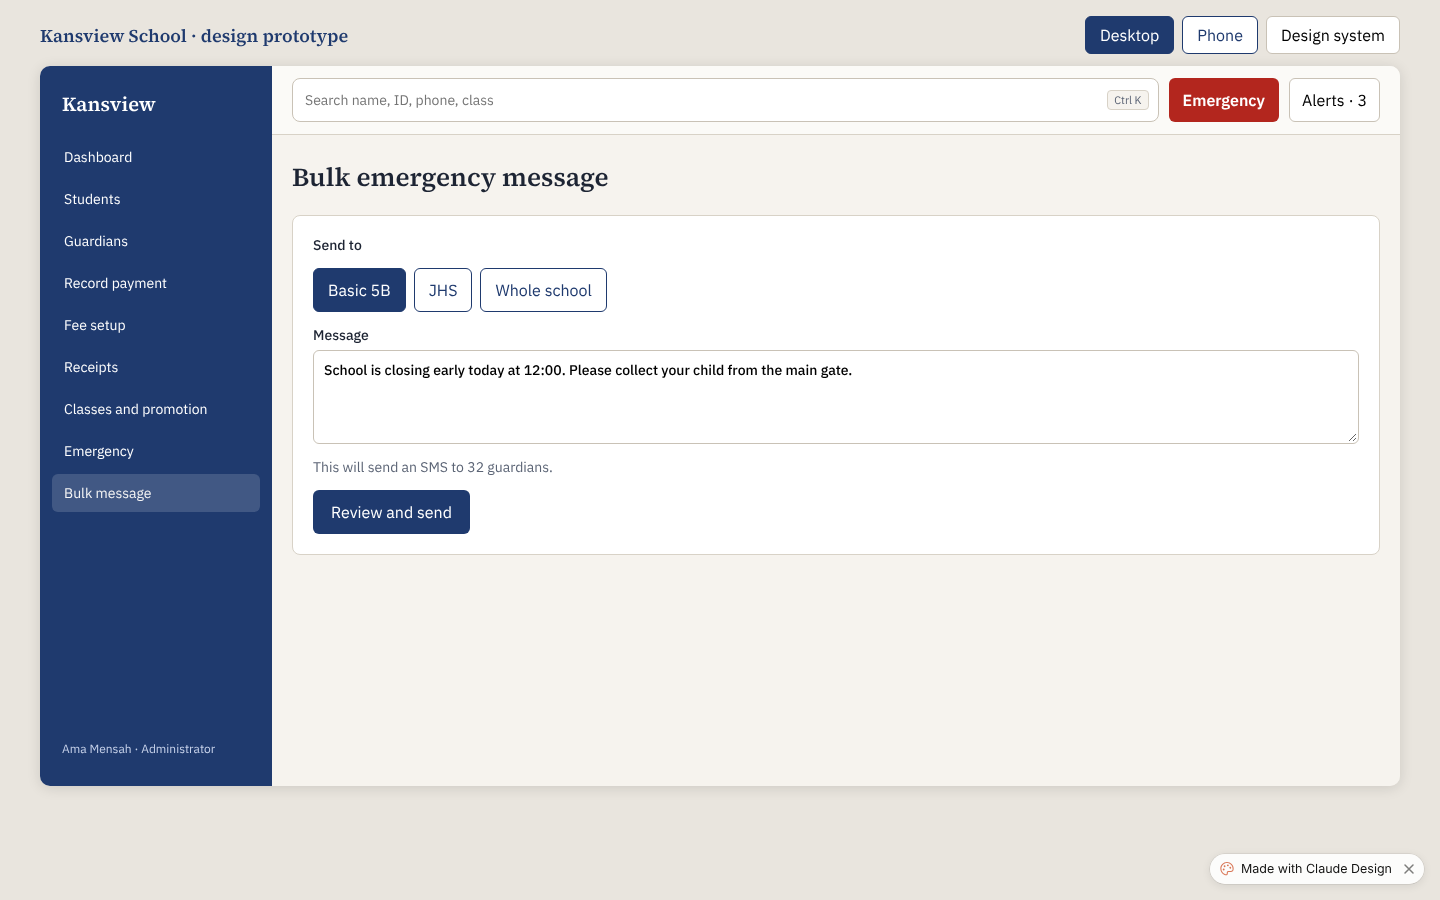 Kansview School · design prototype
Desktop
Phone
Design system
Kansview
Search name, ID, phone, class
Ctrl K
Emergency
Alerts · 3
Dashboard
Students
Guardians
Record payment
Fee setup
Receipts
Classes and promotion
Emergency
Bulk message
Ama Mensah · Administrator
Bulk emergency message
Send to
Basic 5B
JHS
Whole school
Message
School is closing early today at 12:00. Please collect your child from the main gate.
This will send an SMS to 32 guardians.
Review and send
Made with Claude Design